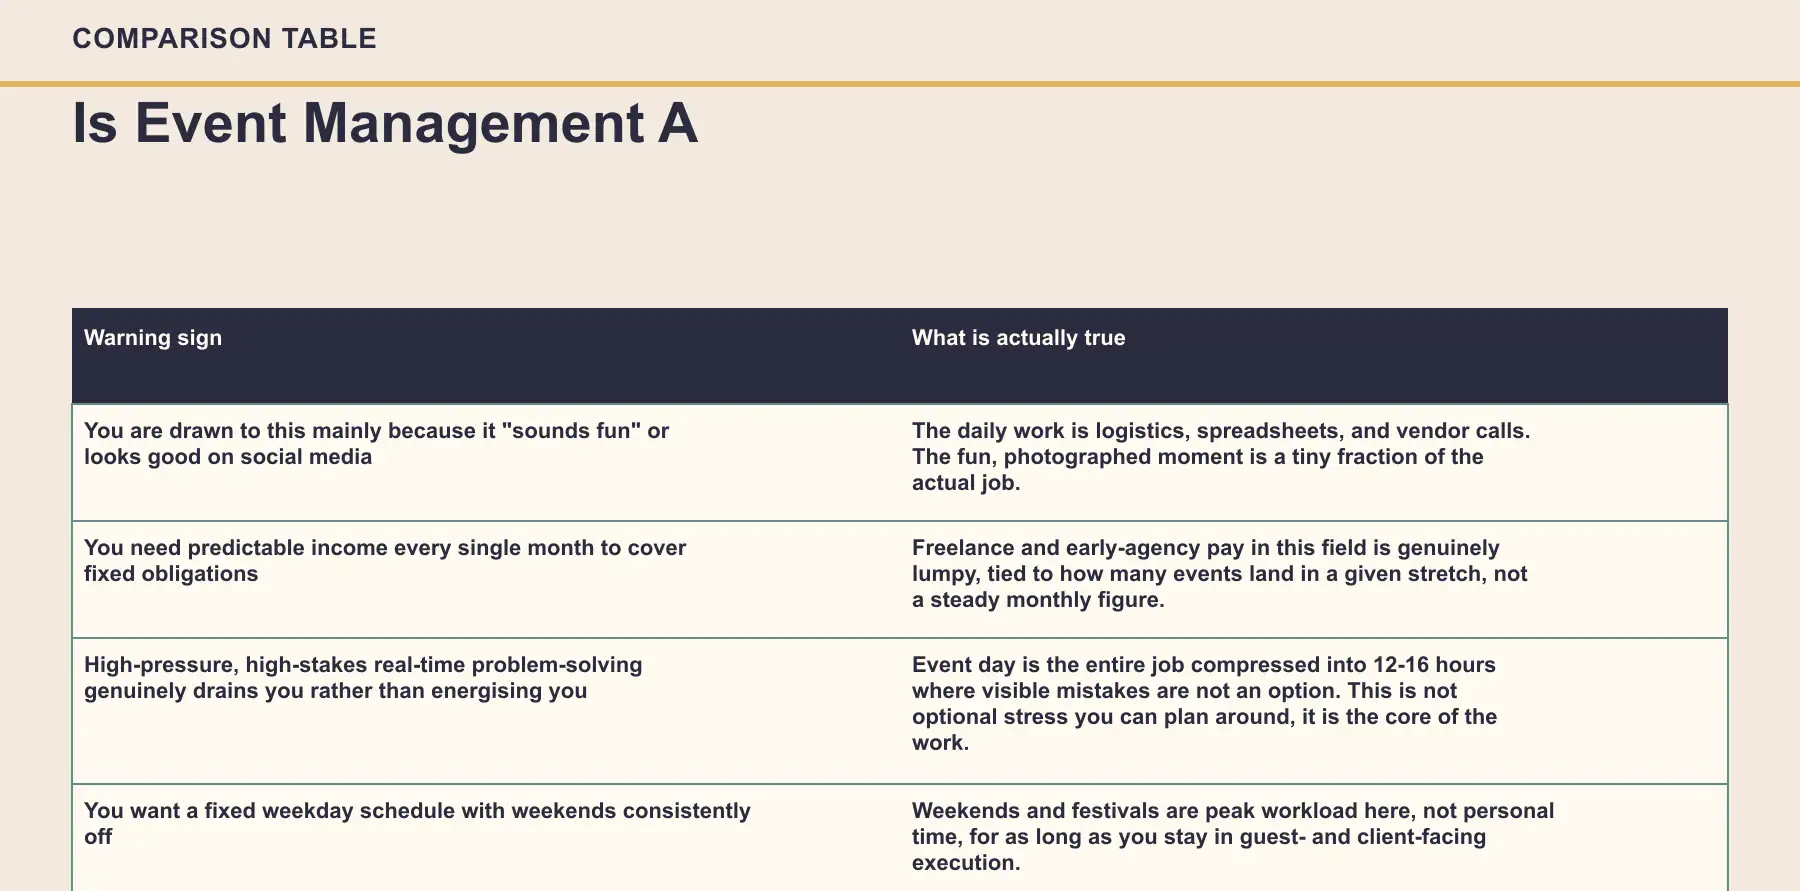 COMPARISON TABLE
Is Event Management A
Warning sign
What is actually true
You are drawn to this mainly because it "sounds fun" or
looks good on social media
The daily work is logistics, spreadsheets, and vendor calls.
The fun, photographed moment is a tiny fraction of the
actual job.
You need predictable income every single month to cover
fixed obligations
Freelance and early-agency pay in this field is genuinely
lumpy, tied to how many events land in a given stretch, not
a steady monthly figure.
High-pressure, high-stakes real-time problem-solving
genuinely drains you rather than energising you
Event day is the entire job compressed into 12-16 hours
where visible mistakes are not an option. This is not
optional stress you can plan around, it is the core of the
work.
You want a fixed weekday schedule with weekends consistently
off
Weekends and festivals are peak workload here, not personal
time, for as long as you stay in guest- and client-facing
execution.